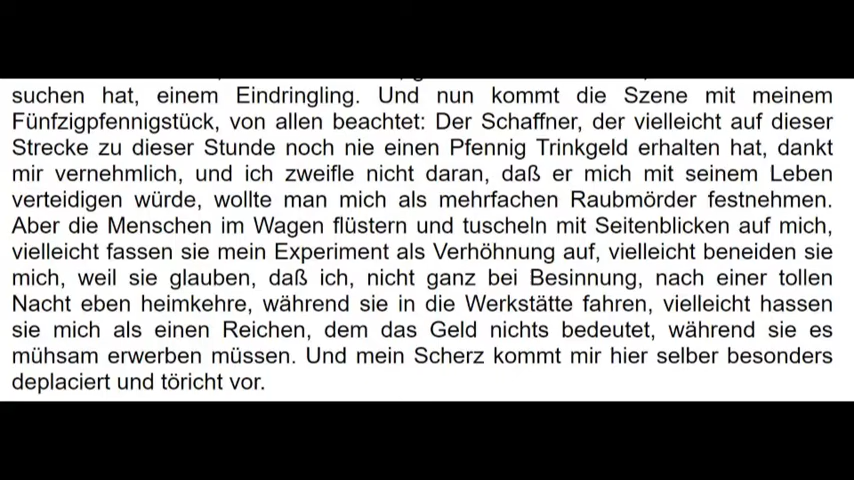 suchen hat, einem Eindringling. Und nun kommt die Szene mit meinem
Fünfzigpfennigstück, von allen beachtet: Der Schaffner, der vielleicht auf dieser
Strecke zu dieser Stunde noch nie einen Pfennig Trinkgeld erhalten hat, dankt
mir vernehmlich, und ich zweifle nicht daran, daß er mich mit seinem Leben
verteidigen würde, wollte man mich als mehrfachen Raubmörder festnehmen.
Aber die Menschen im Wagen flüstern und tuscheln mit Seitenblicken auf mich,
vielleicht fassen sie mein Experiment als Verhöhnung auf, vielleicht beneiden sie
mich, weil sie glauben, daß ich, nicht ganz bei Besinnung, nach einer tollen
Nacht eben heimkehre, während sie in die Werkstätte fahren, vielleicht hassen
sie mich als einen Reichen, dem das Geld nichts bedeutet, während sie es
mühsam erwerben müssen. Und mein Scherz kommt mir hier selber besonders
deplaciert und töricht vor.